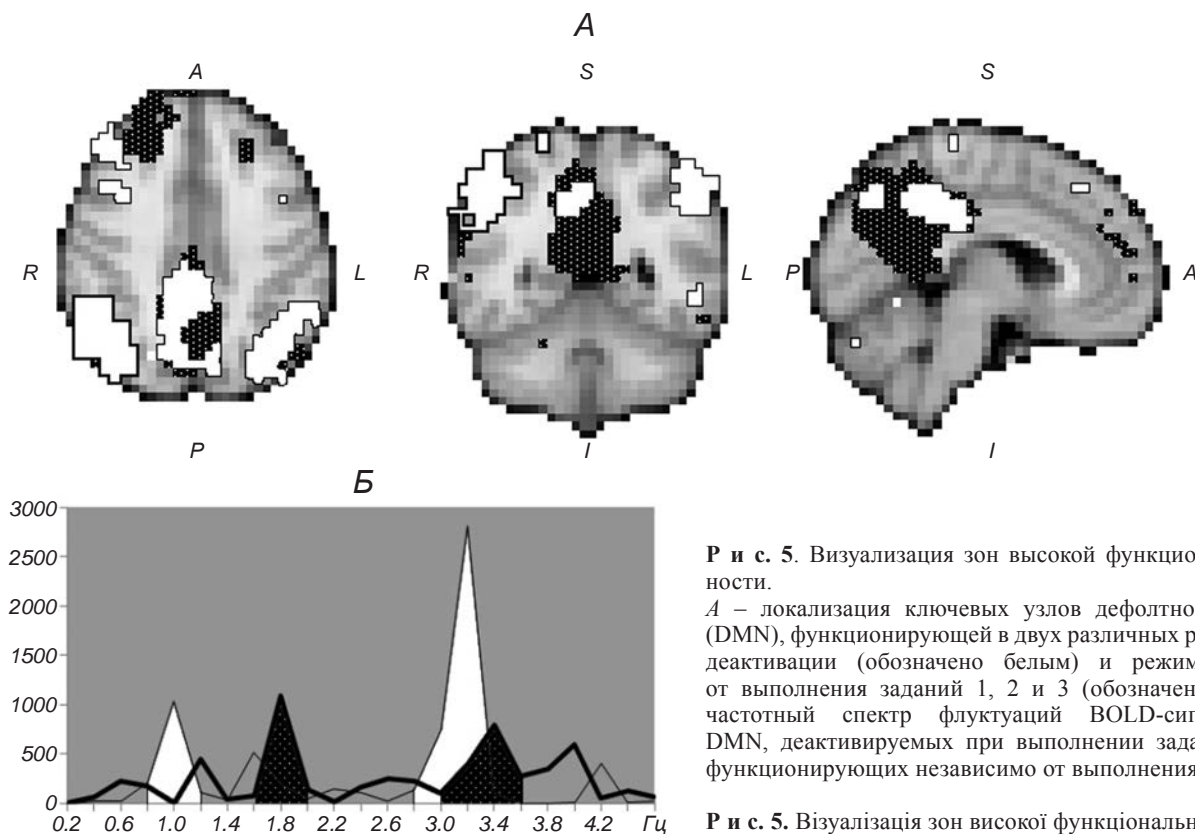 А
A S S
R L R L P A
P I I
Б
3000
2500
2000
1500
1000
500
0
0.2 0.6 1.0 1.4 1.8 2.2 2.6 3.0 3.4 3.8 4.2 Гц
Р и с. 5. Визуализация зон высокой функцио
ности.
А – локализация ключевых узлов дефолтно
(DMN), функционирующей в двух различных р
деактивации (обозначено белым) и режим
от выполнения заданий 1, 2 и 3 (обозначен
частотный спектр флуктуаций BOLD-сиг
DMN, деактивируемых при выполнении зада
функционирующих независимо от выполнения
Р и с. 5. Візуалізація зон високої функціональн